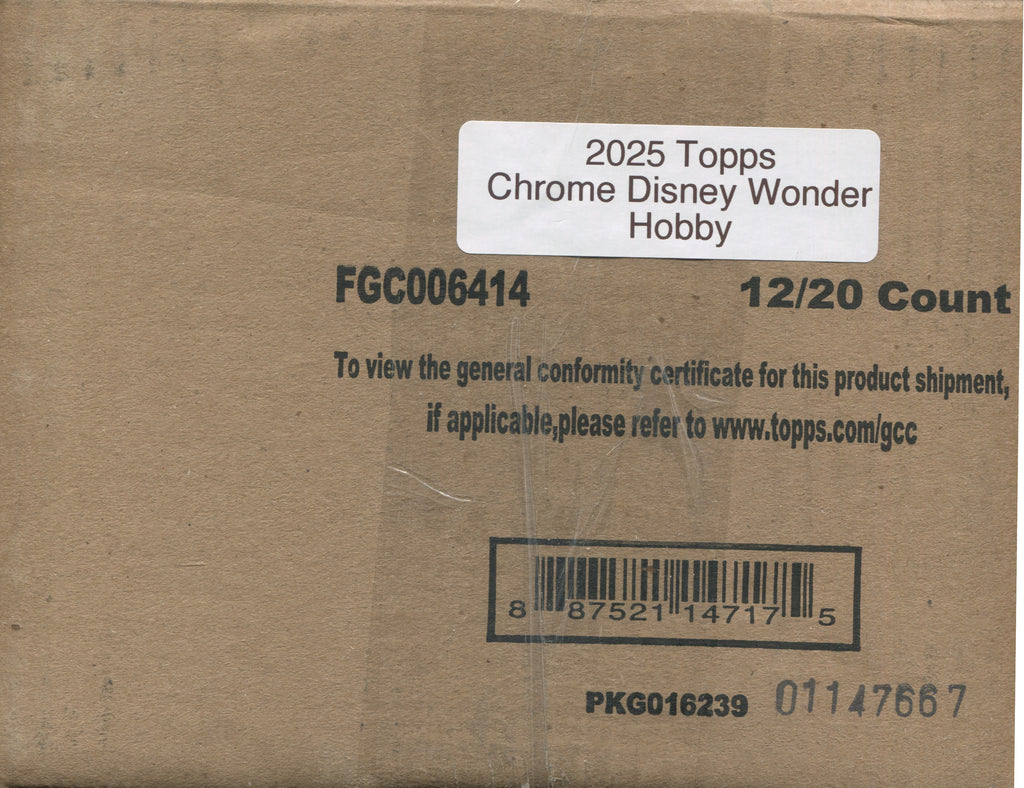 2025 Topps
Chrome Disney Wonder
Hobby
FGC006414 12/20 Count
To view the general conformity certificate for this product shipment,
if applicable,please refer to www.topps.com/gcc
8 87521 14717 5
PKG016239 01147667